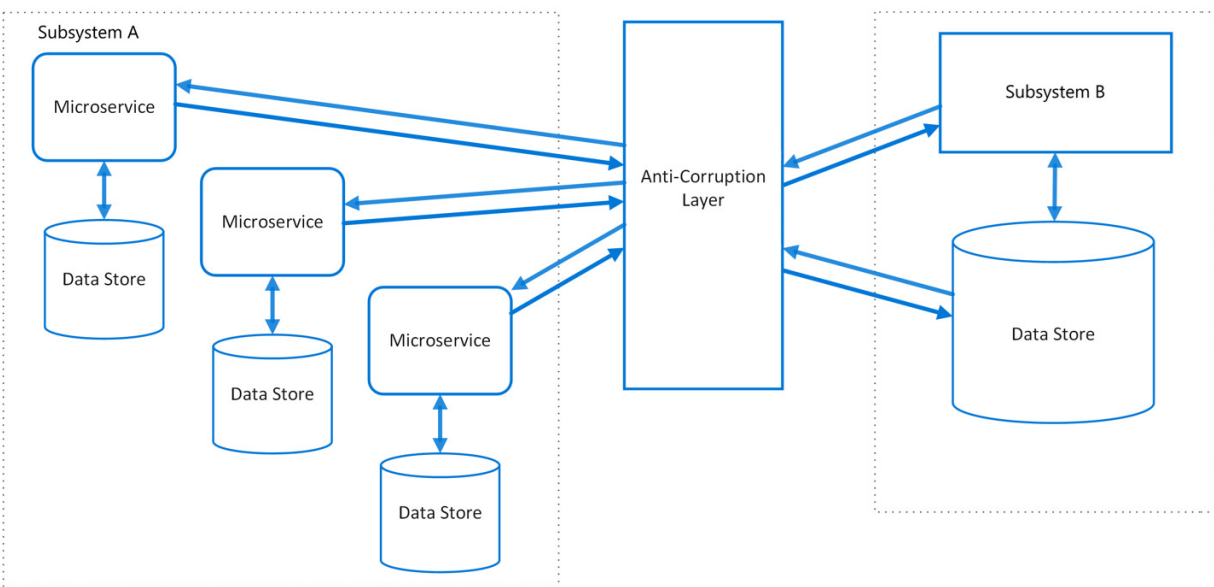 Subsystem A
Microservice
Data Store
Microservice
Data Store
Microservice
Data Store
Anti-Corruption
Layer
Subsystem B
Data Store